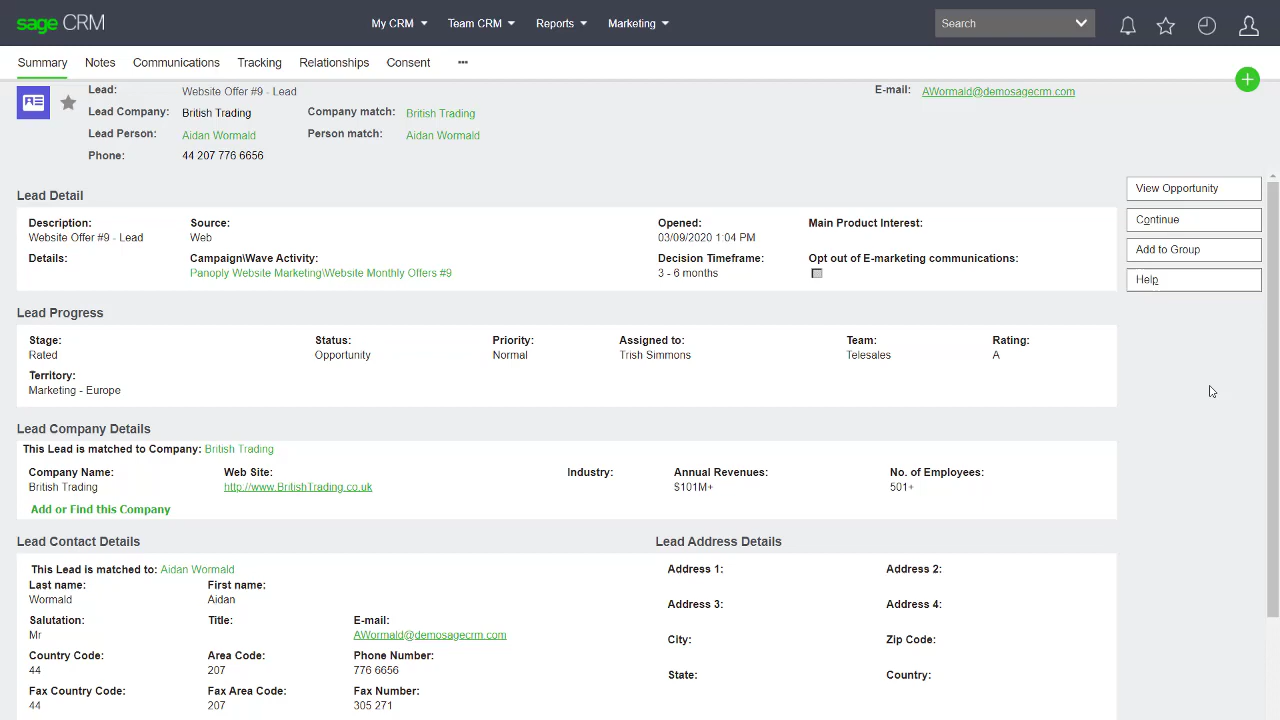 sage CRM My CRM Team CRM Reports Marketing Search
Summary Notes Communications Tracking Relationships Consent •••
Lead: Website Offer #9 - Lead E-mail: AWormald@demosagecrm.com
Lead Company: British Trading Company match: British Trading
Lead Person: Aidan Wormald Person match: Aidan Wormald
Phone: 44 207 776 6656
View Opportunity
Continue
Add to Group
Help
Lead Detail
Description: Source: Opened: Main Product Interest:
Website Offer #9 - Lead Web 03/09/2020 1:04 PM
Details: Campaign\Wave Activity: Decision Timeframe: Opt out of E-marketing communications:
Panoply Website Marketing\Website Monthly Offers #9 3 - 6 months
Lead Progress
Stage: Status: Priority: Assigned to: Team: Rating:
Rated Opportunity Normal Trish Simmons Telesales A
Territory:
Marketing - Europe
Lead Company Details
This Lead is matched to Company: British Trading
Company Name: Web Site: Industry: Annual Revenues: No. of Employees:
British Trading http://www.BritishTrading.co.uk $101M+ 501+
Add or Find this Company
Lead Contact Details
This Lead is matched to: Aidan Wormald
Last name: First name:
Wormald Aidan
Salutation: Title: E-mail:
Mr AWormald@demosagecrm.com
Country Code: Area Code: Phone Number:
44 207 776 6656
Fax Country Code: Fax Area Code: Fax Number:
44 207 305 271
Lead Address Details
Address 1: Address 2:
Address 3: Address 4:
City: Zip Code:
State: Country: